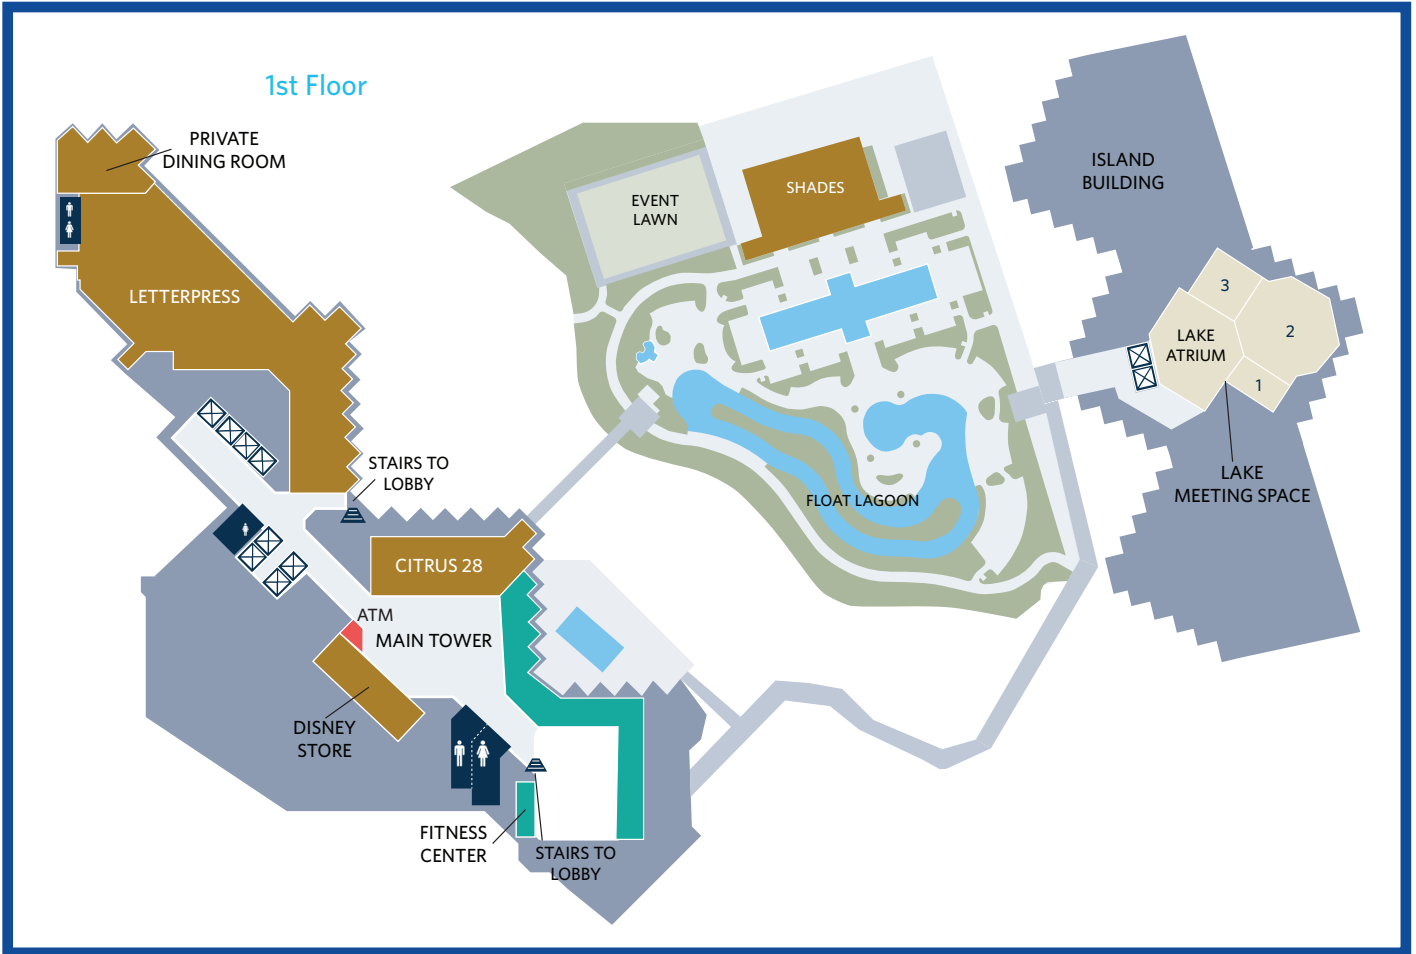 1st Floor
PRIVATE
DINING ROOM
LETTERPRESS
EVENT
LAWN
SHADES
ISLAND
BUILDING
3
2
LAKE
ATRIUM
1
LAKE
MEETING SPACE
STAIRS TO
LOBBY
FLOAT LAGOON
CITRUS 28
ATM
MAIN TOWER
DISNEY
STORE
FITNESS
CENTER
STAIRS TO
LOBBY